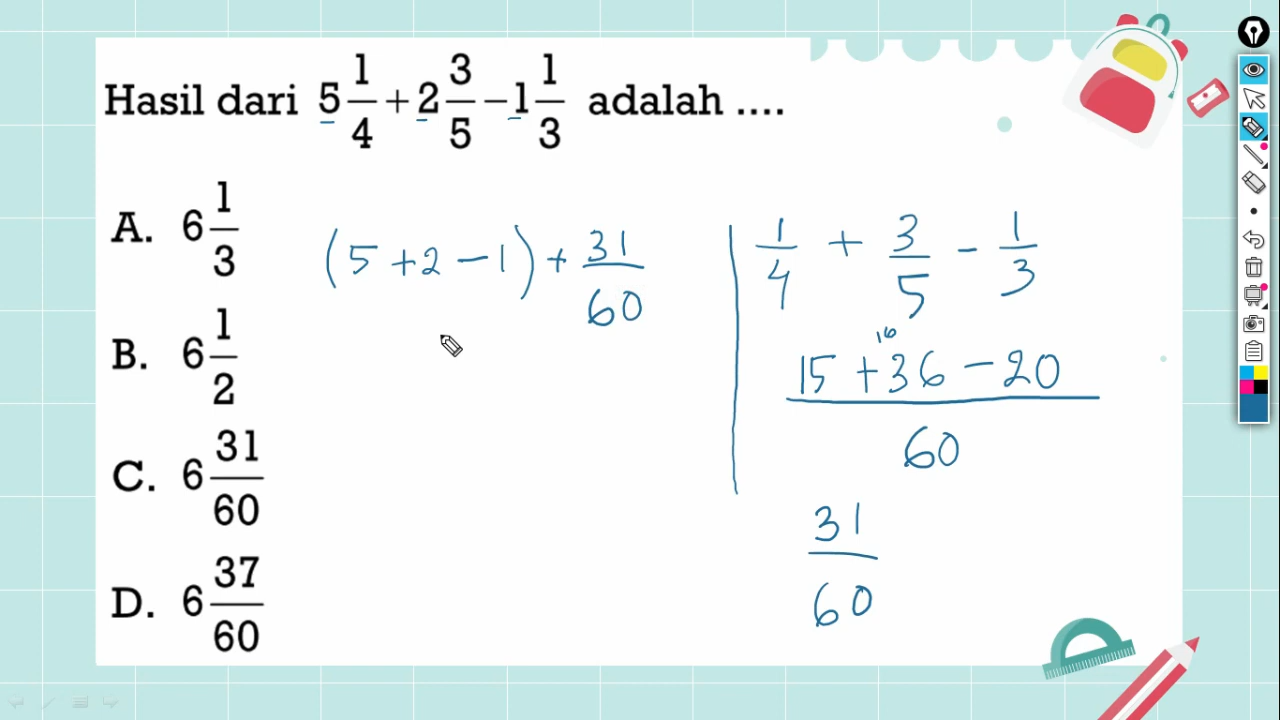 Hasil dari 5 1/4 + 2 3/5 − 1 1/3 adalah ....
A. 6 1/3
B. 6 1/2
C. 6 31/60
D. 6 37/60
(5 + 2 − 1) + 31/60
1/4 + 3/5 − 1/3
16
15 + 36 − 20
60
31/60